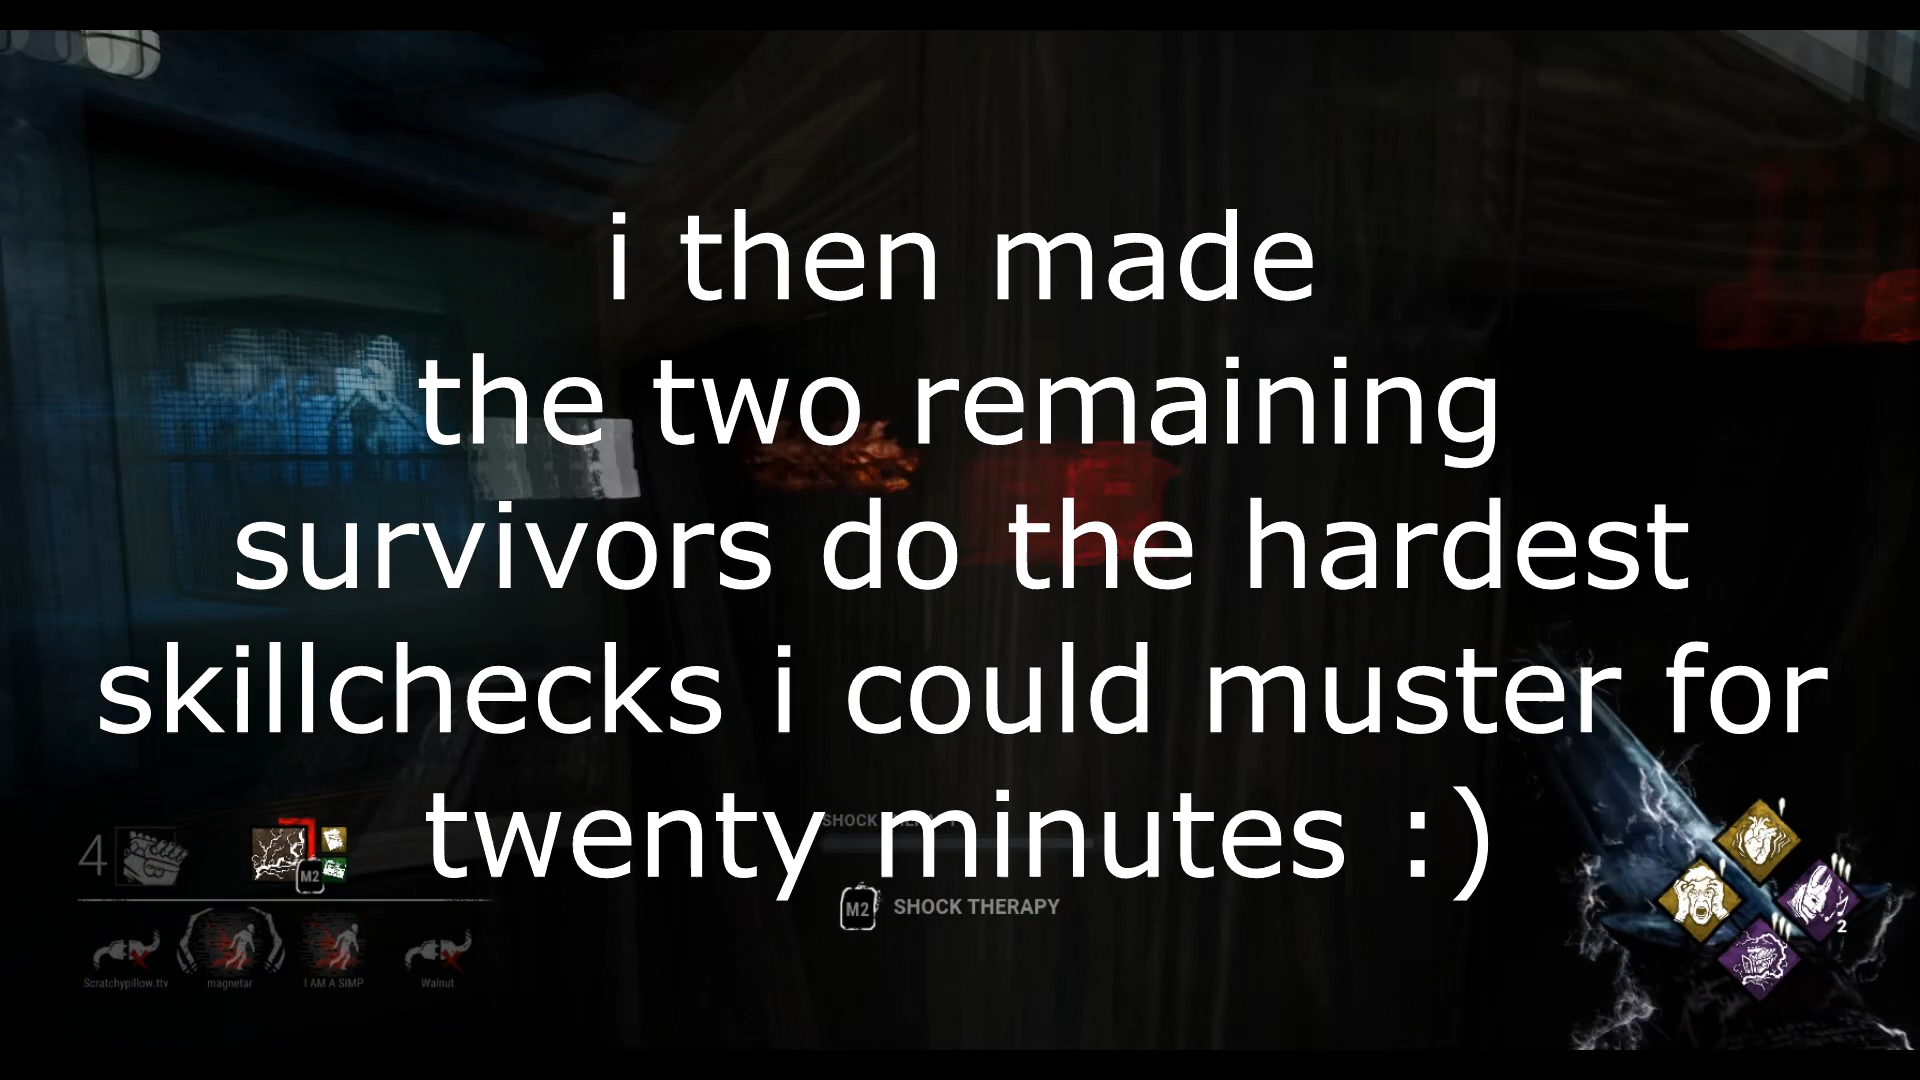 i then made
the two remaining
survivors do the hardest
skillchecks i could muster for
twenty minutes :)
SHOCK
4
M2
M2 SHOCK THERAPY
2
Scratchypillow.ttv magnetar I AM A SIMP Walnut